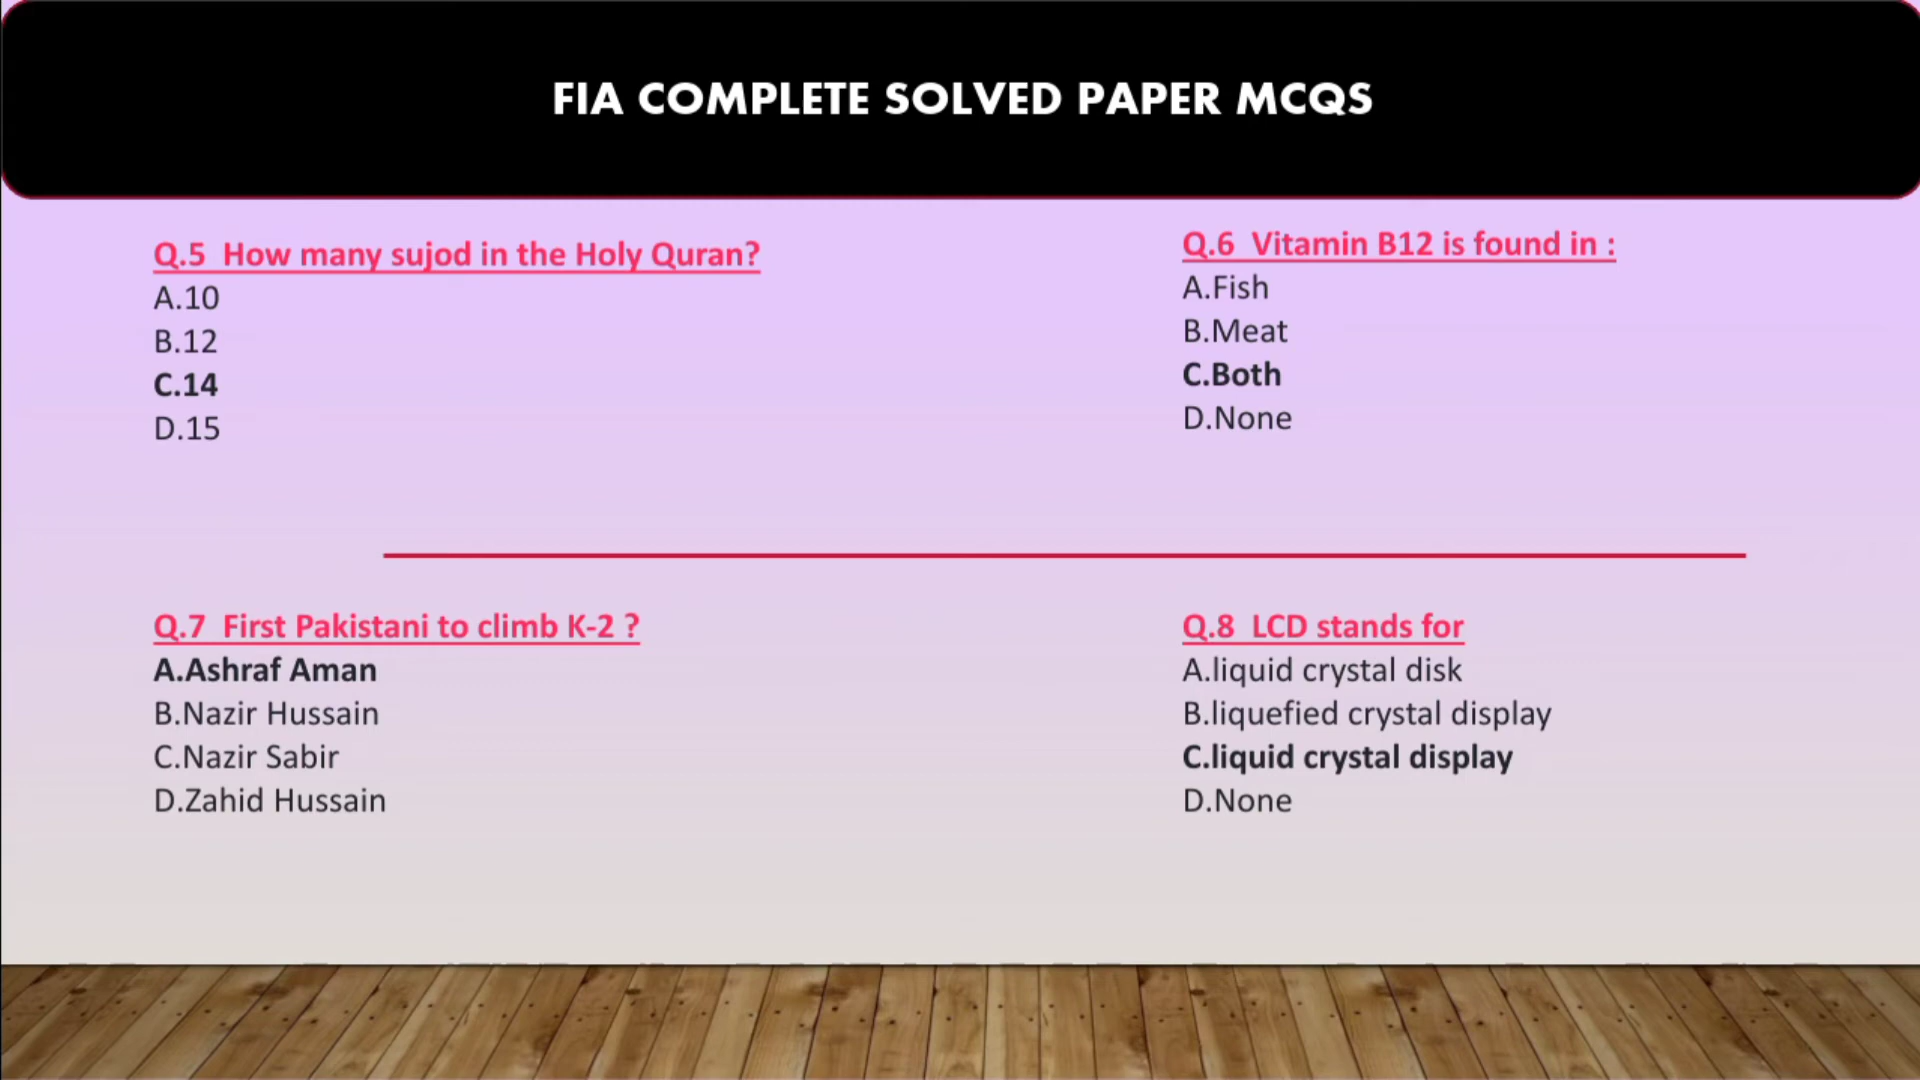 FIA COMPLETE SOLVED PAPER MCQS
Q.5  How many sujod in the Holy Quran?
A.10
B.12
C.14
D.15
Q.6  Vitamin B12 is found in :
A.Fish
B.Meat
C.Both
D.None
Q.7  First Pakistani to climb K-2 ?
A.Ashraf Aman
B.Nazir Hussain
C.Nazir Sabir
D.Zahid Hussain
Q.8  LCD stands for
A.liquid crystal disk
B.liquefied crystal display
C.liquid crystal display
D.None